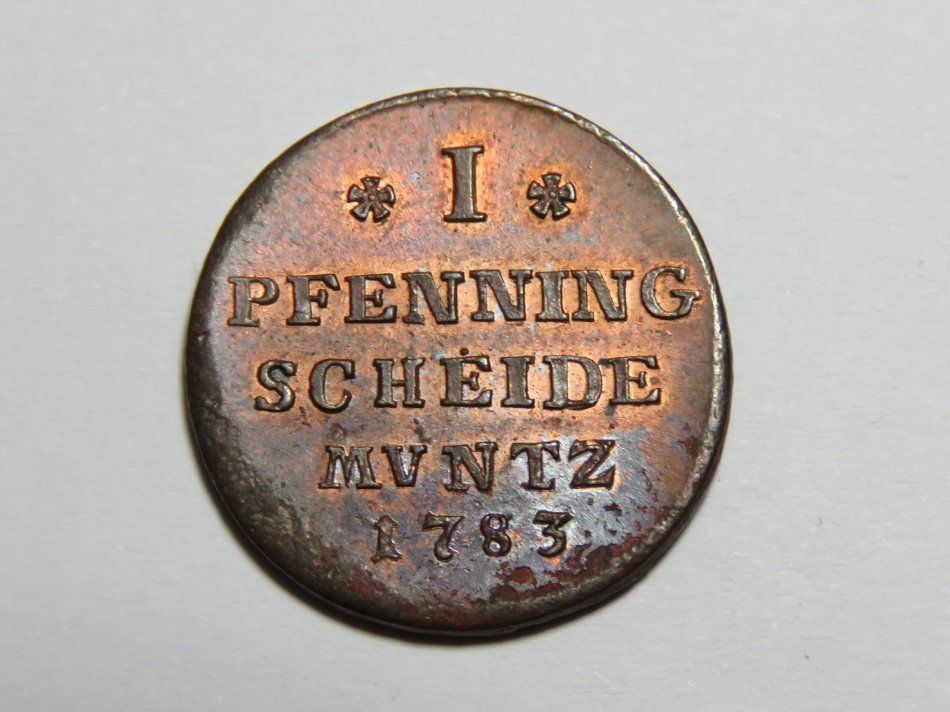 I
PFENNING
SCHEIDE
MVNTZ
1783